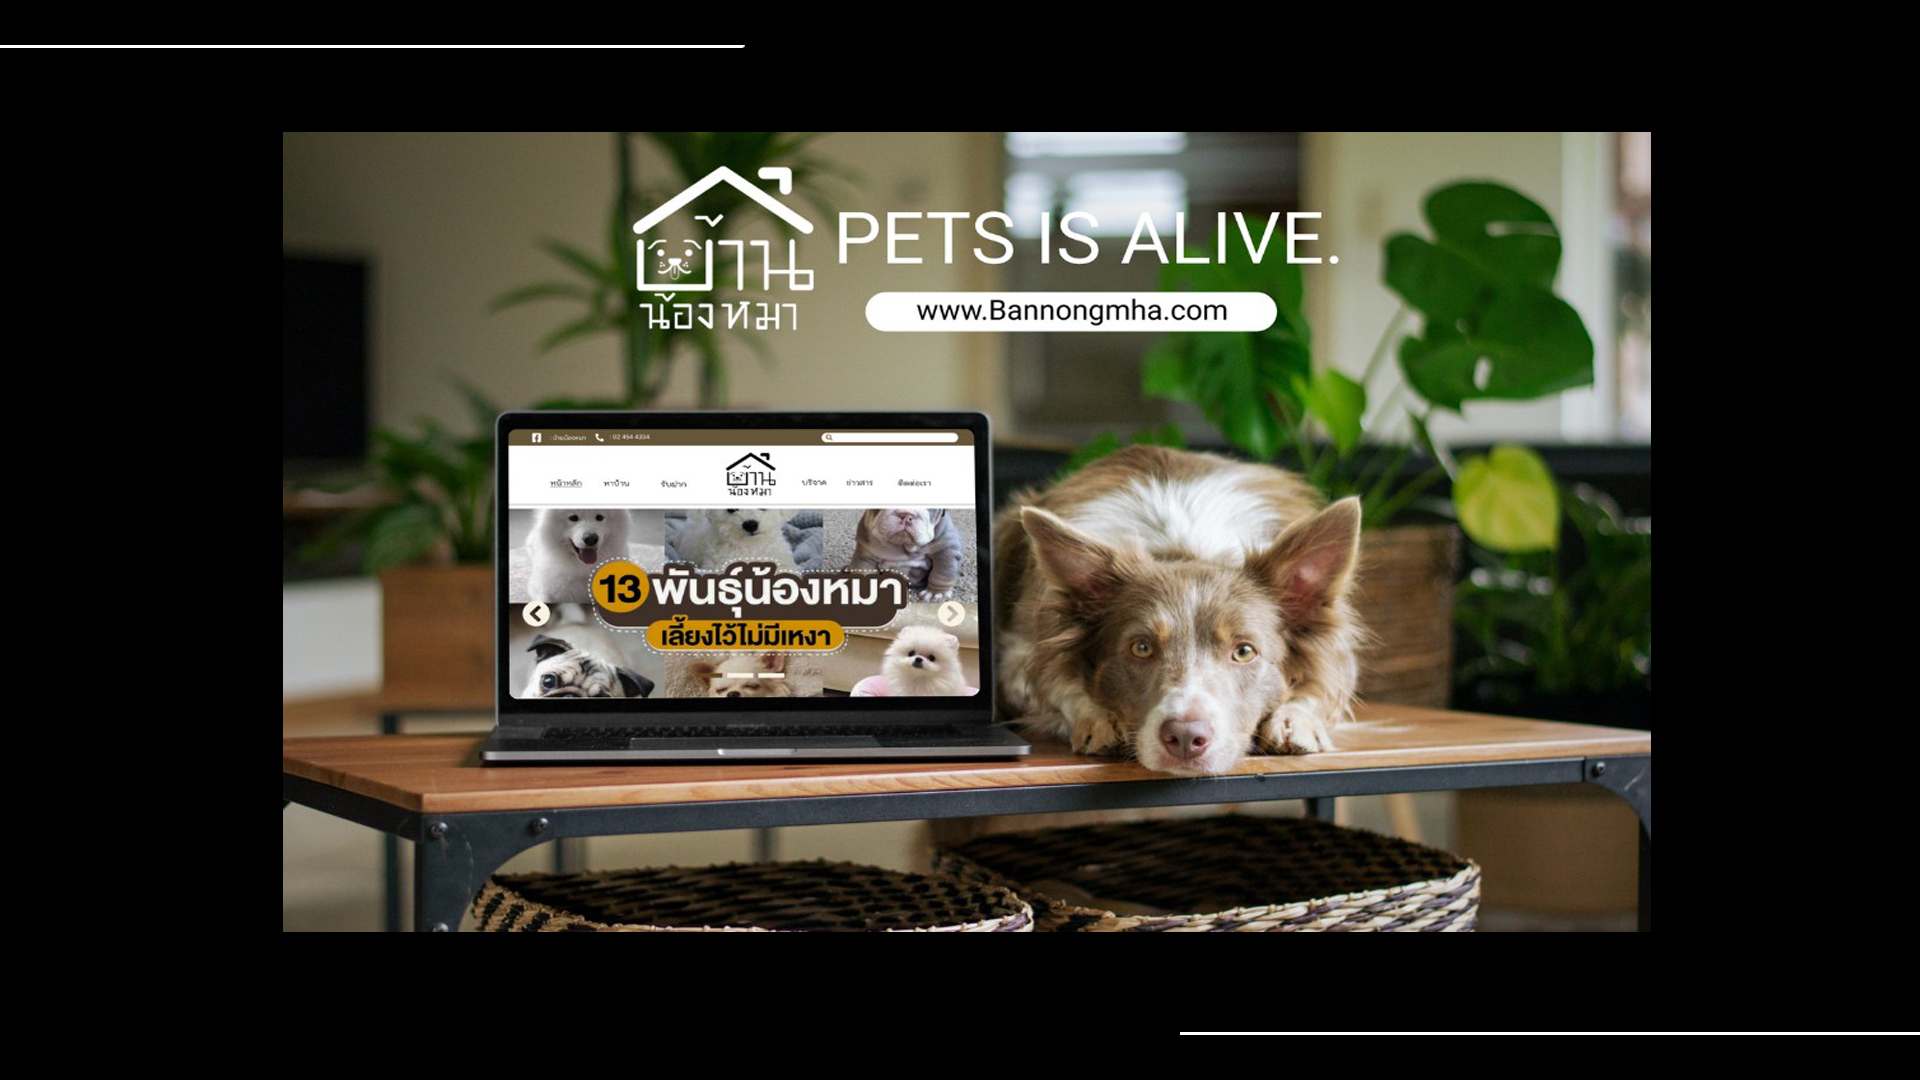 บ้าน
น้องหมา
PETS IS ALIVE.
www.Bannongmha.com
: บ้านน้องหมา : 02 454 4334
หน้าหลัก หาบ้าน รับฝาก บ้าน น้องหมา บริจาค ข่าวสาร ติดต่อเรา
13 พันธุ์น้องหมา
เลี้ยงไว้ไม่มีเหงา